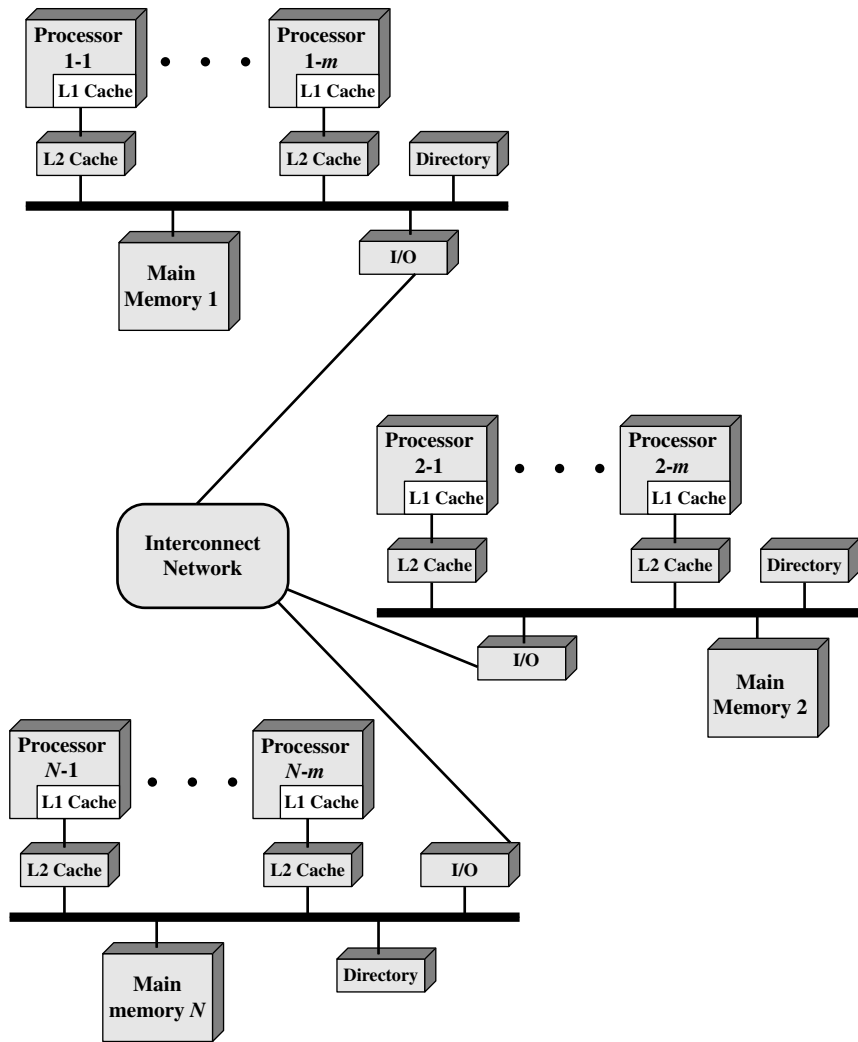 Processor
1-1
L1 Cache
Processor
1-m
L1 Cache
L2 Cache
L2 Cache
Directory
Main
Memory 1
I/O
Processor
2-1
L1 Cache
Processor
2-m
L1 Cache
Interconnect
Network
L2 Cache
L2 Cache
Directory
I/O
Main
Memory 2
Processor
N-1
L1 Cache
Processor
N-m
L1 Cache
L2 Cache
L2 Cache
I/O
Main
memory N
Directory